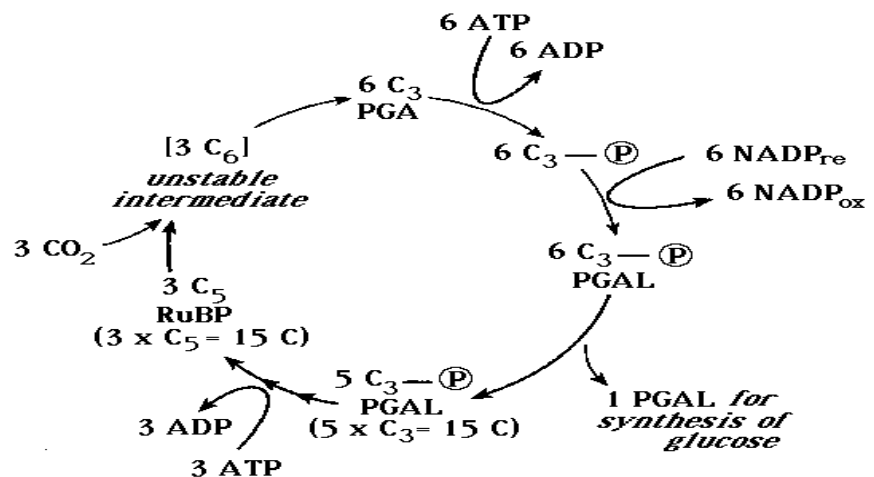 6 ATP
6 ADP
6 C₃
PGA
6 C₃ — Ⓟ
6 NADPre
6 NADPox
6 C₃ — Ⓟ
PGAL
1 PGAL for
synthesis of
glucose
5 C₃ — Ⓟ
PGAL
(5 x C₃= 15 C)
3 ATP
3 ADP
3 C₅
RuBP
(3 x C₅= 15 C)
3 CO₂
[3 C₆]
unstable
intermediate